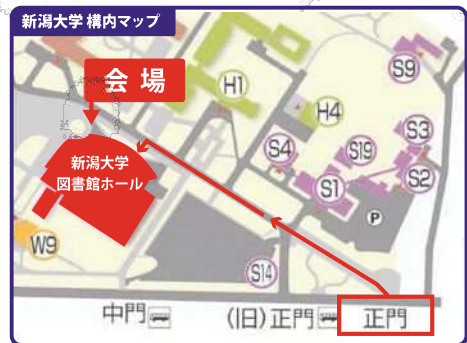 新潟大学 構内マップ
会場
H1
S9
H4
S3
S4
S19
新潟大学
図書館ホール
S1
S2
P
W9
S14
中門
(旧)正門
正門